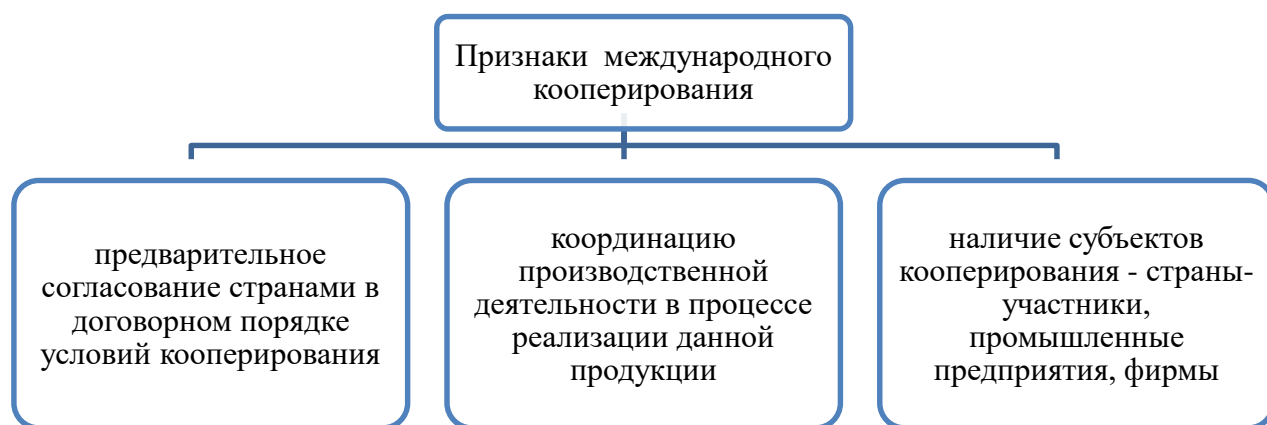 Признаки международного
кооперирования
предварительное
согласование странами в
договорном порядке
условий кооперирования
координацию
производственной
деятельности в процессе
реализации данной
продукции
наличие субъектов
кооперирования - страны-
участники,
промышленные
предприятия, фирмы